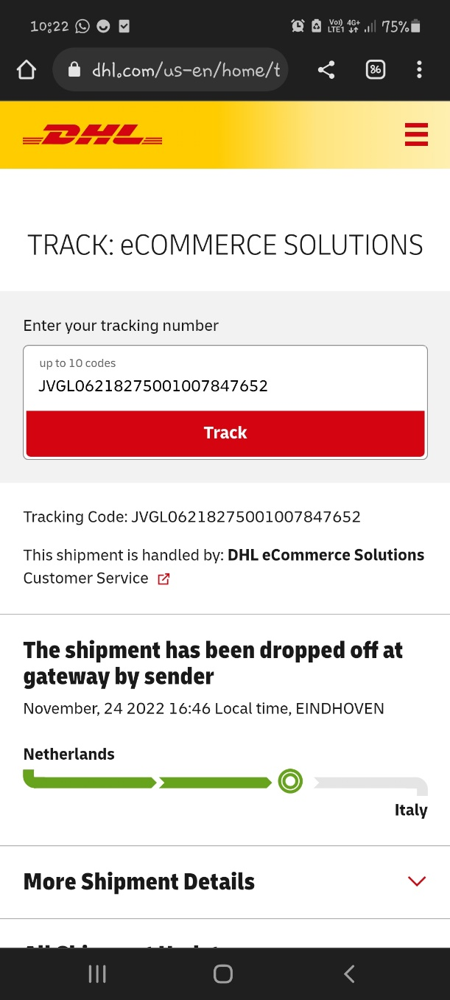 10:22
Vo)) 4G+
LTE1
75%
dhl.com/us-en/home/t
86
DHL
TRACK: eCOMMERCE SOLUTIONS
Enter your tracking number
up to 10 codes
JVGL06218275001007847652
Track
Tracking Code: JVGL06218275001007847652
This shipment is handled by: DHL eCommerce Solutions
Customer Service
The shipment has been dropped off at
gateway by sender
November, 24 2022 16:46 Local time, EINDHOVEN
Netherlands
Italy
More Shipment Details